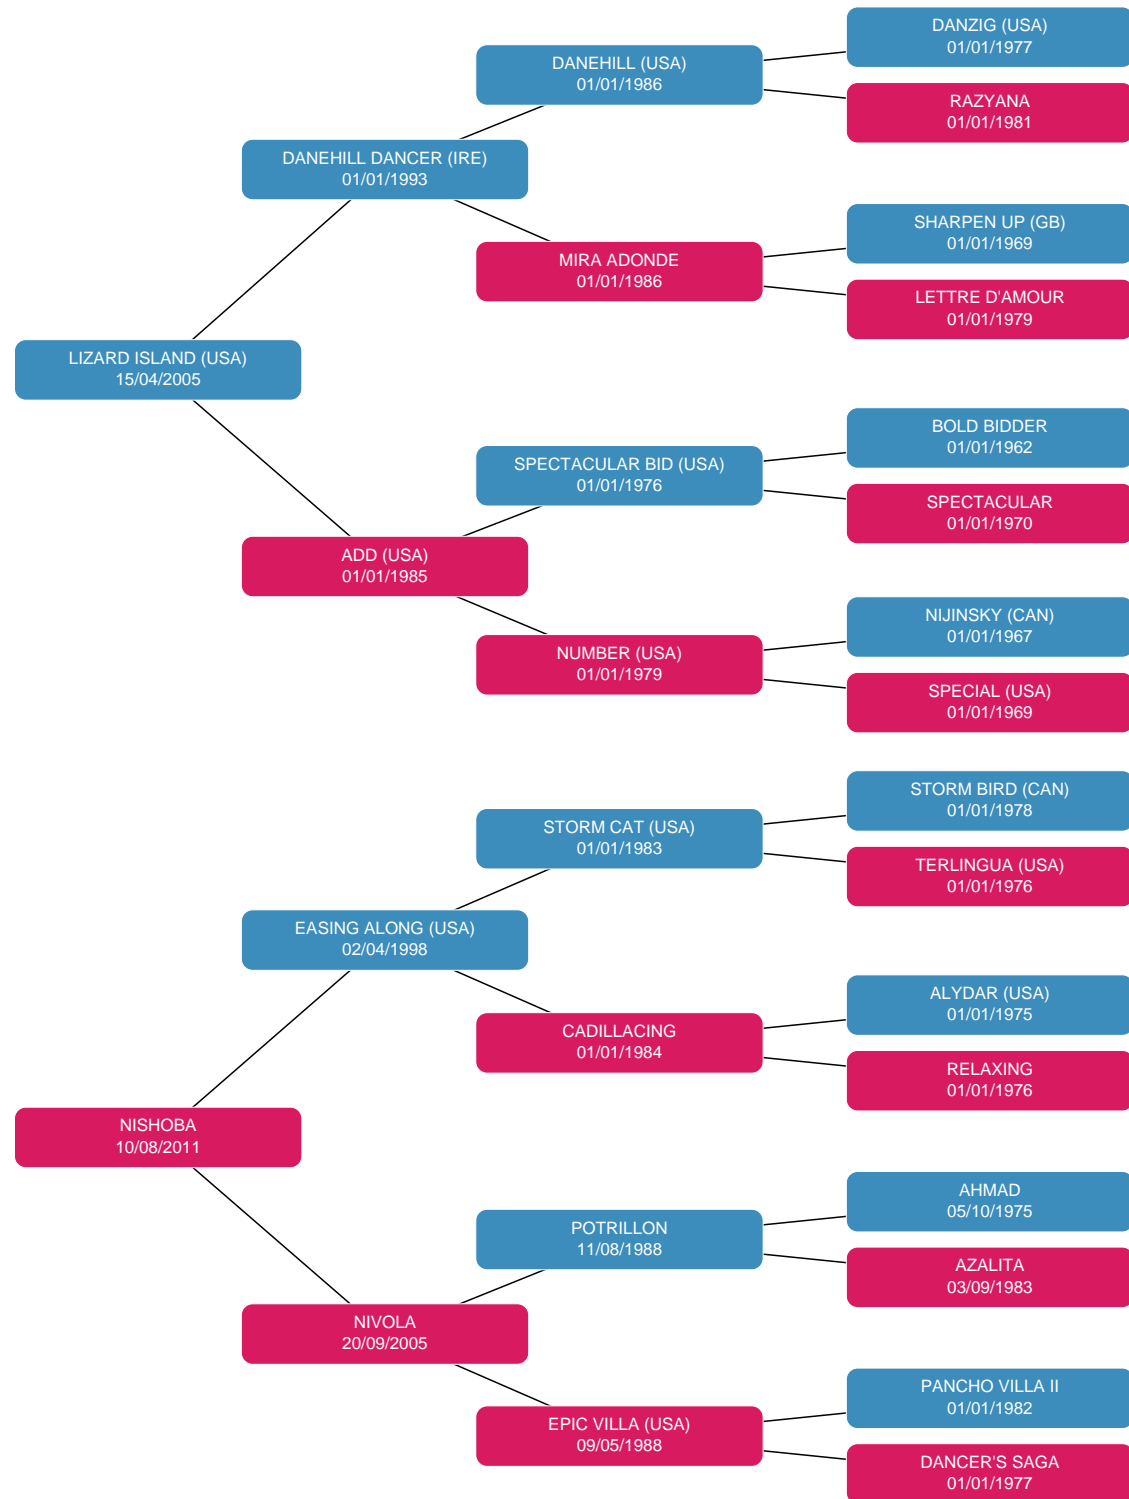 DANZIG (USA)
01/01/1977
DANEHILL (USA)
01/01/1986
RAZYANA
01/01/1981
DANEHILL DANCER (IRE)
01/01/1993
SHARPEN UP (GB)
01/01/1969
MIRA ADONDE
01/01/1986
LETTRE D'AMOUR
01/01/1979
LIZARD ISLAND (USA)
15/04/2005
BOLD BIDDER
01/01/1962
SPECTACULAR BID (USA)
01/01/1976
SPECTACULAR
01/01/1970
ADD (USA)
01/01/1985
NIJINSKY (CAN)
01/01/1967
NUMBER (USA)
01/01/1979
SPECIAL (USA)
01/01/1969
STORM BIRD (CAN)
01/01/1978
STORM CAT (USA)
01/01/1983
TERLINGUA (USA)
01/01/1976
EASING ALONG (USA)
02/04/1998
ALYDAR (USA)
01/01/1975
CADILLACING
01/01/1984
RELAXING
01/01/1976
NISHOBA
10/08/2011
AHMAD
05/10/1975
POTRILLON
11/08/1988
AZALITA
03/09/1983
NIVOLA
20/09/2005
PANCHO VILLA II
01/01/1982
EPIC VILLA (USA)
09/05/1988
DANCER'S SAGA
01/01/1977